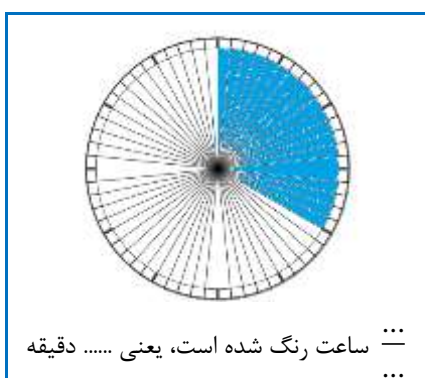 ... ساعت رنگ شده است، یعنی ...... دقیقه
...